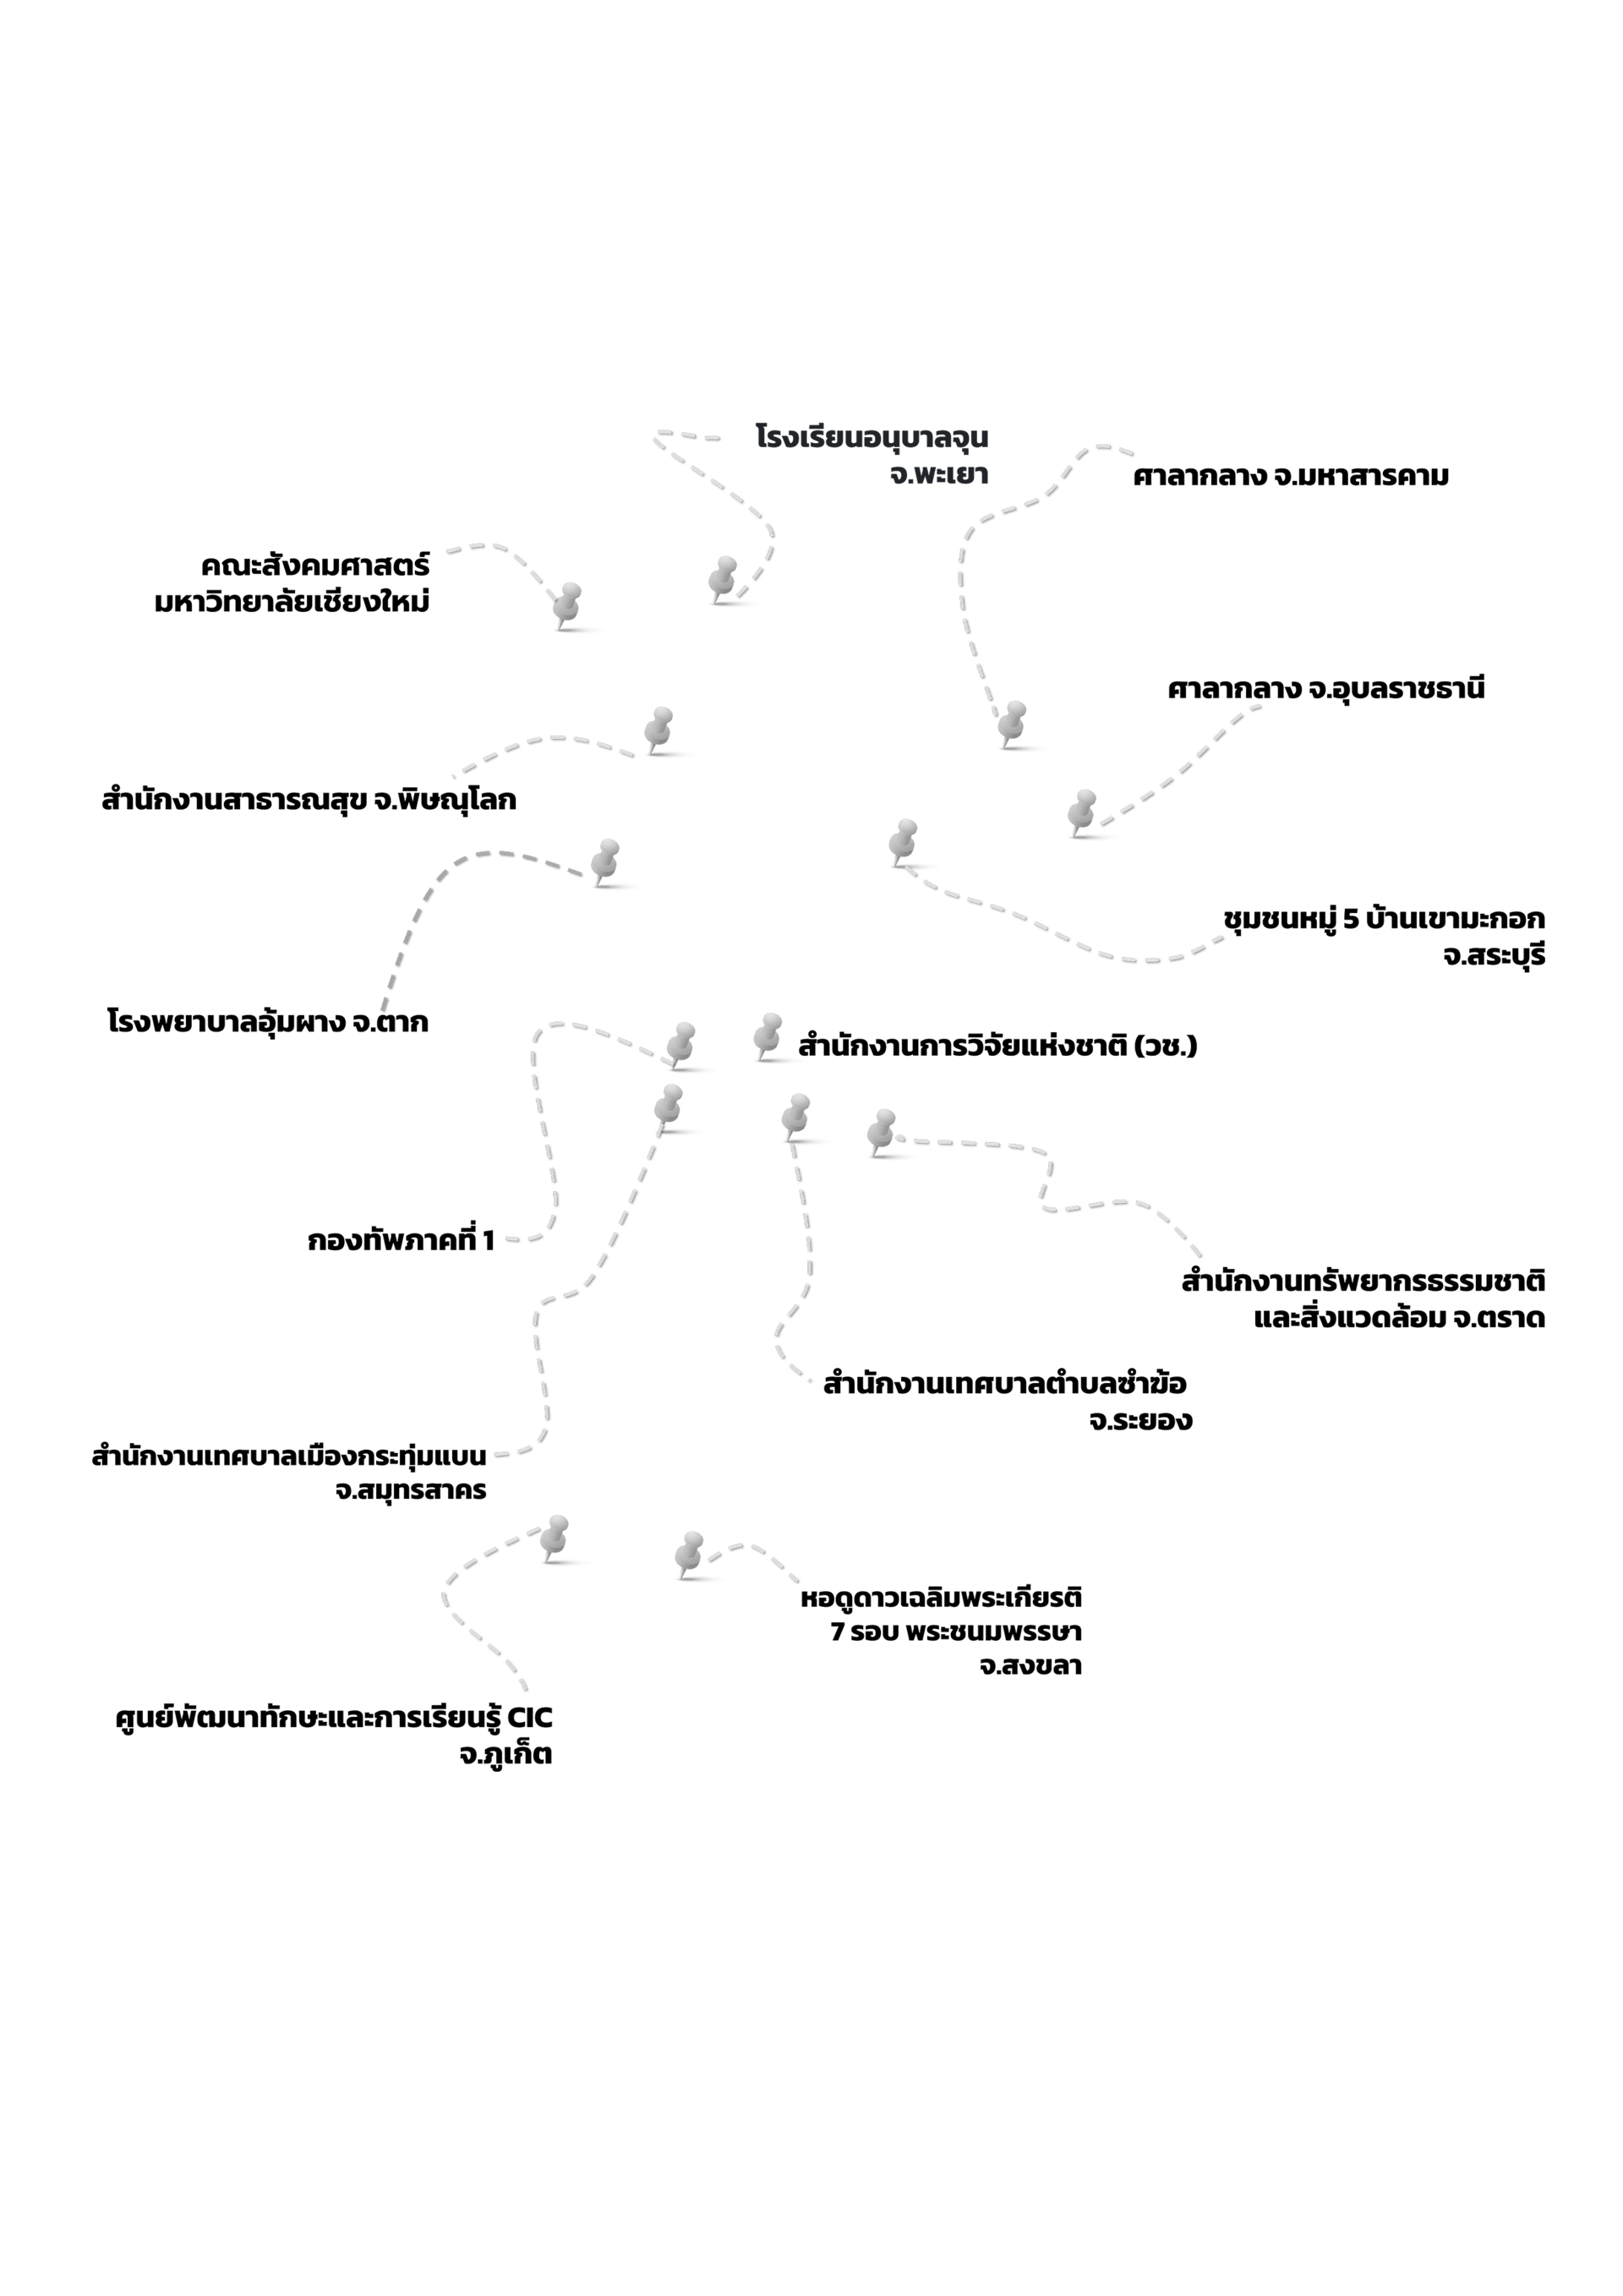 โรงเรียนอนุบาลจุน
จ.พะเยา
ศาลากลาง จ.มหาสารคาม
คณะสังคมศาสตร์
มหาวิทยาลัยเชียงใหม่
ศาลากลาง จ.อุบลราชธานี
สำนักงานสาธารณสุข จ.พิษณุโลก
ชุมชนหมู่ 5 บ้านเขามะกอก
จ.สระบุรี
โรงพยาบาลอุ้มผาง จ.ตาก
สำนักงานการวิจัยแห่งชาติ (วช.)
กองทัพภาคที่ 1
สำนักงานทรัพยากรธรรมชาติ
และสิ่งแวดล้อม จ.ตราด
สำนักงานเทศบาลตำบลซำฆ้อ
จ.ระยอง
สำนักงานเทศบาลเมืองกระทุ่มแบน
จ.สมุทรสาคร
หอดูดาวเฉลิมพระเกียรติ
7 รอบ พระชนมพรรษา
จ.สงขลา
ศูนย์พัฒนาทักษะและการเรียนรู้ CIC
จ.ภูเก็ต